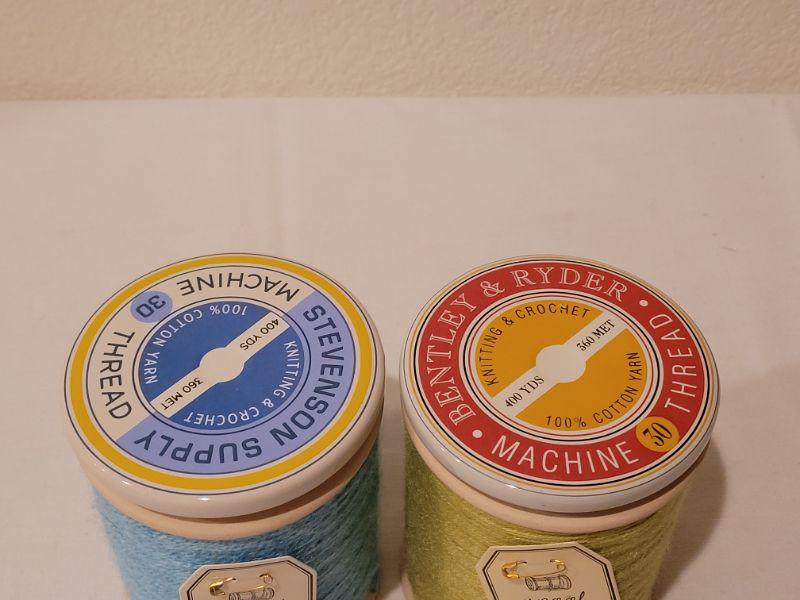 STEVENSON SUPPLY
MACHINE 30 THREAD
KNITTING & CROCHET
100% COTTON YARN
400 YDS
360 MET
BENTLEY & RYDER
MACHINE 30 THREAD
KNITTING & CROCHET
100% COTTON YARN
400 YDS
360 MET